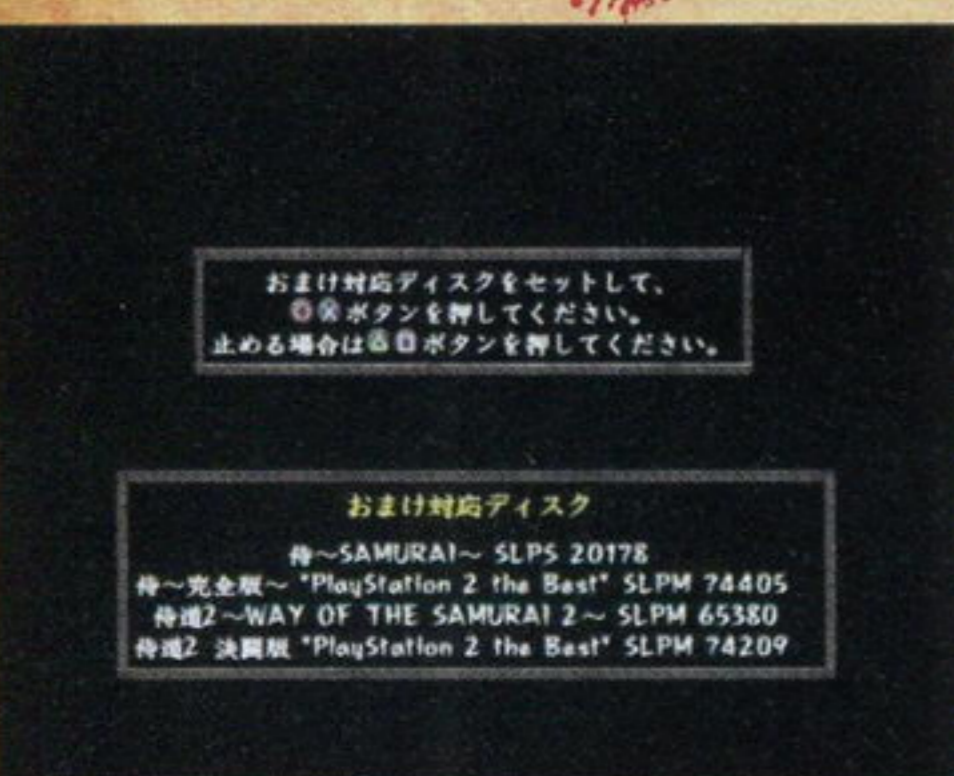 おまけ対応ディスクをセットして、
○×ボタンを押してください。
止める場合は△□ボタンを押してください。
おまけ対応ディスク
侍～SAMURAI～ SLPS 20178
侍～完全版～ "PlayStation 2 the Best" SLPM 74405
侍道2～WAY OF THE SAMURAI 2～ SLPM 65380
侍道2 決闘版 "PlayStation 2 the Best" SLPM 74209